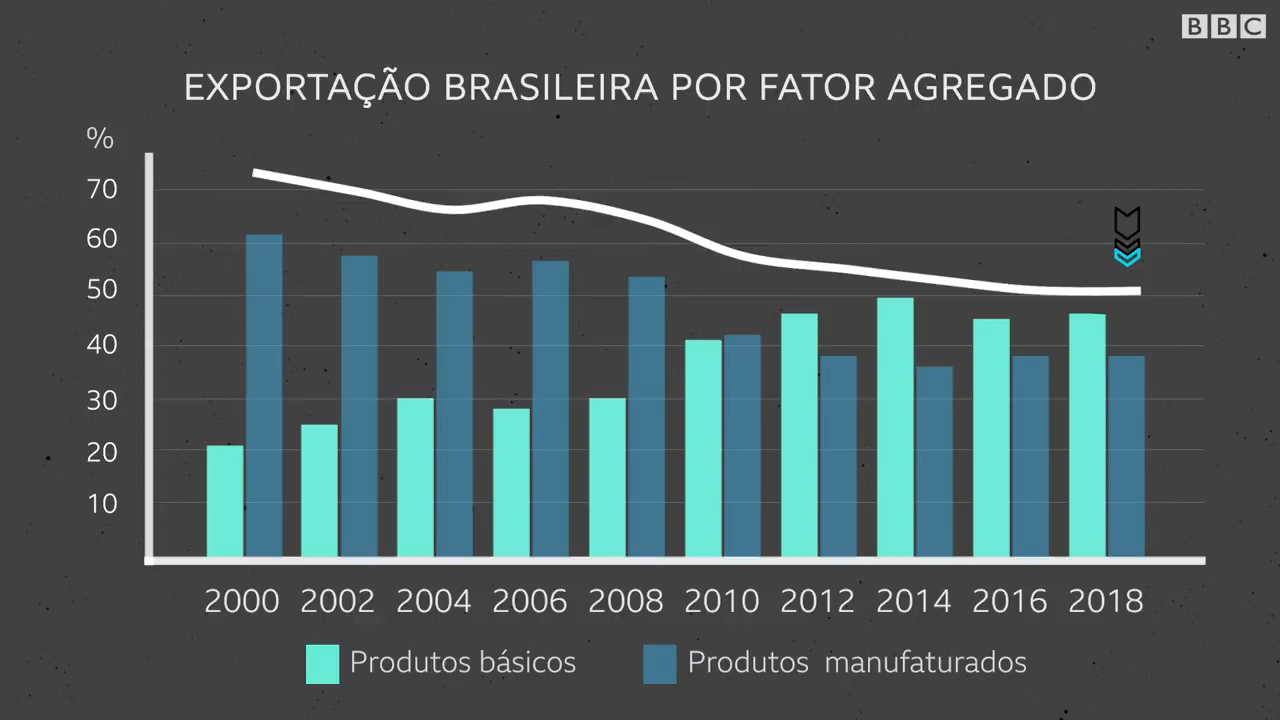 BBC
EXPORTAÇÃO BRASILEIRA POR FATOR AGREGADO
%
70
60
50
40
30
20
10
2000 2002 2004 2006 2008 2010 2012 2014 2016 2018
Produtos básicos Produtos manufaturados